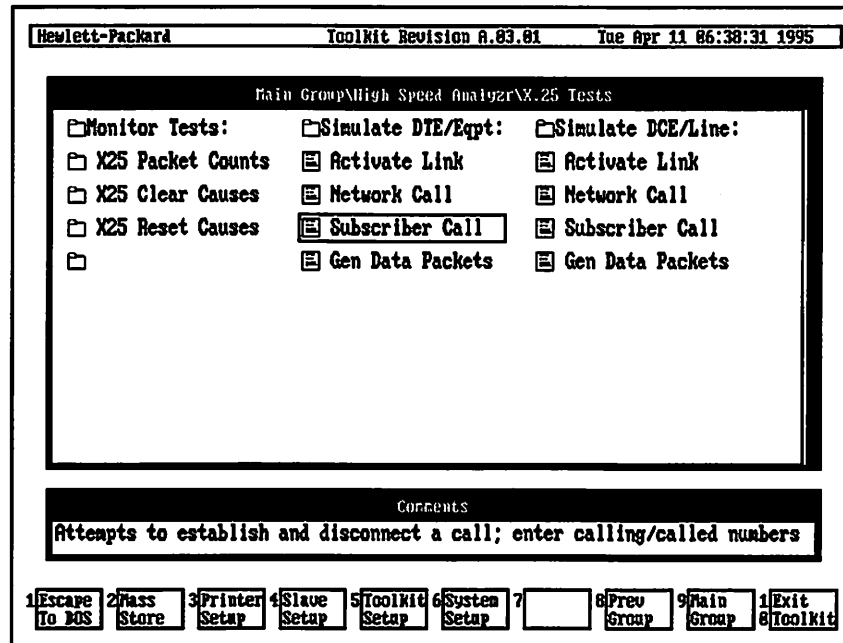 Hewlett-Packard ToolKit Revision A.03.01 Tue Apr 11 06:38:31 1995
Main Group\High Speed Analyzr\X.25 Tests
Monitor Tests: Simulate DTE/Eqpt: Simulate DCE/Line:
X25 Packet Counts Activate Link Activate Link
X25 Clear Causes Network Call Network Call
X25 Reset Causes Subscriber Call Subscriber Call
Gen Data Packets Gen Data Packets
Comments
Attempts to establish and disconnect a call; enter calling/called numbers
1 Escape 2 Mass 3 Printer 4 Slave 5 Toolkit 6 System 7 8 Prev 9 Main 1 Exit
To DOS Store Setup Setup Setup Setup Group Group 0 Toolkit